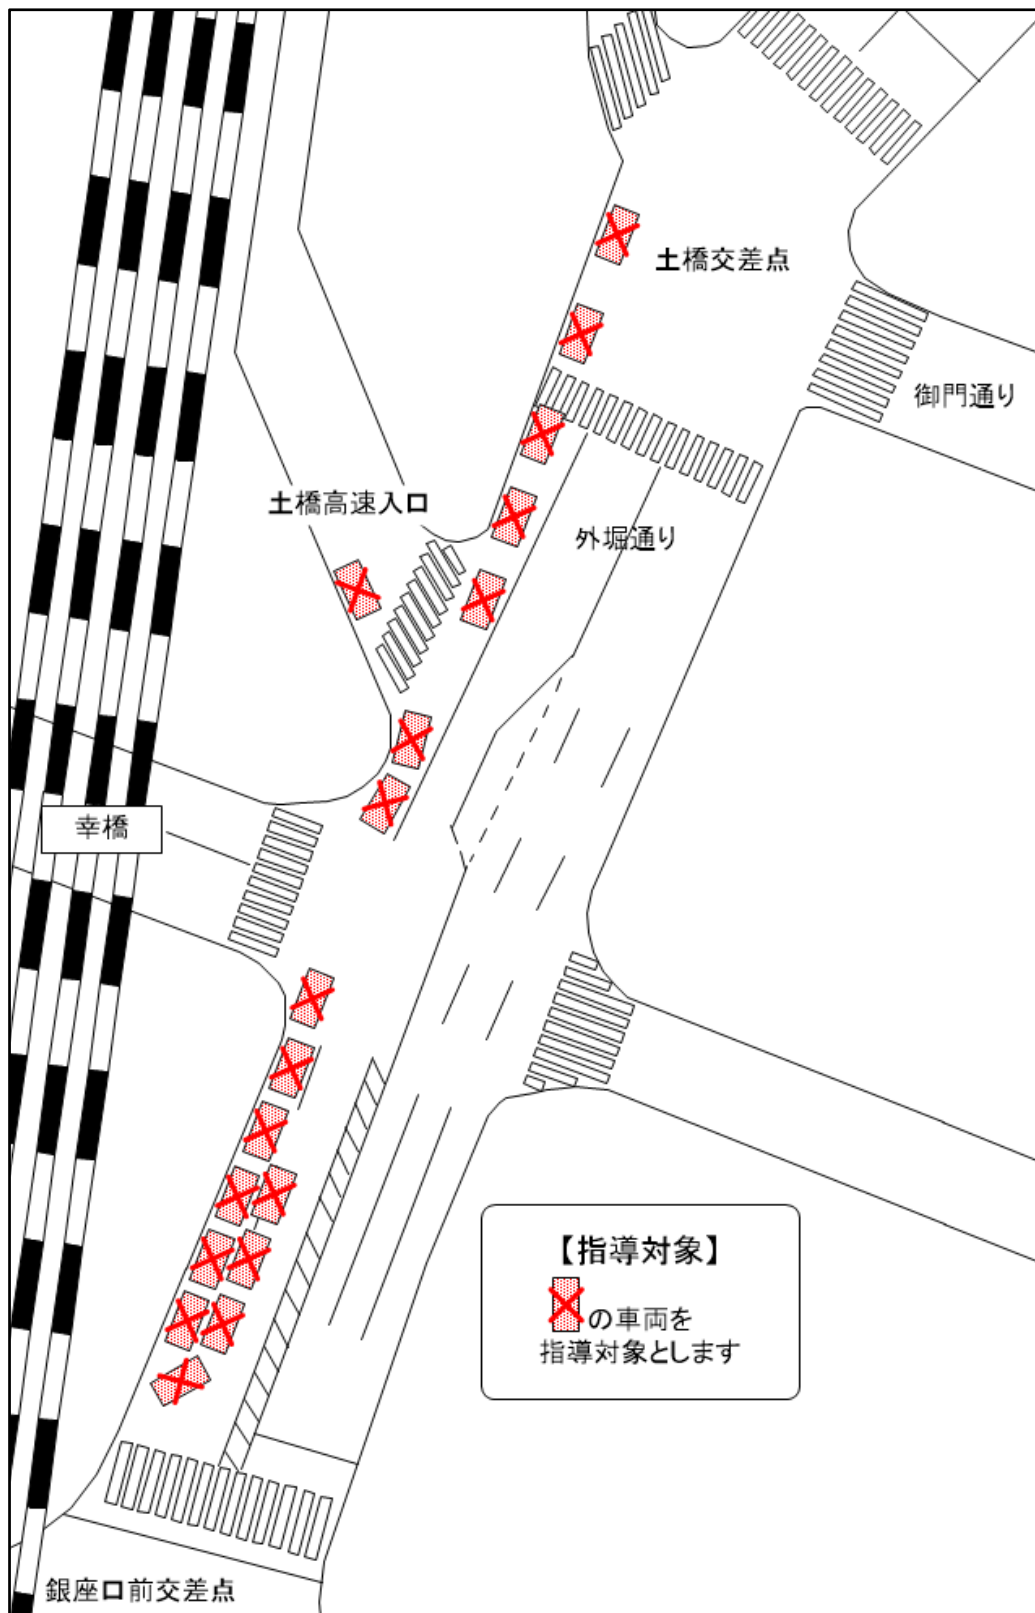 土橋交差点
御門通り
土橋高速入口
外堀通り
幸橋
【指導対象】
の車両を
指導対象とします
銀座口前交差点